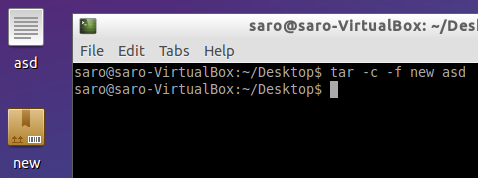 saro@saro-VirtualBox: ~/Des
File Edit Tabs Help
saro@saro-VirtualBox:~/Desktop$ tar -c -f new asd
saro@saro-VirtualBox:~/Desktop$
asd
new